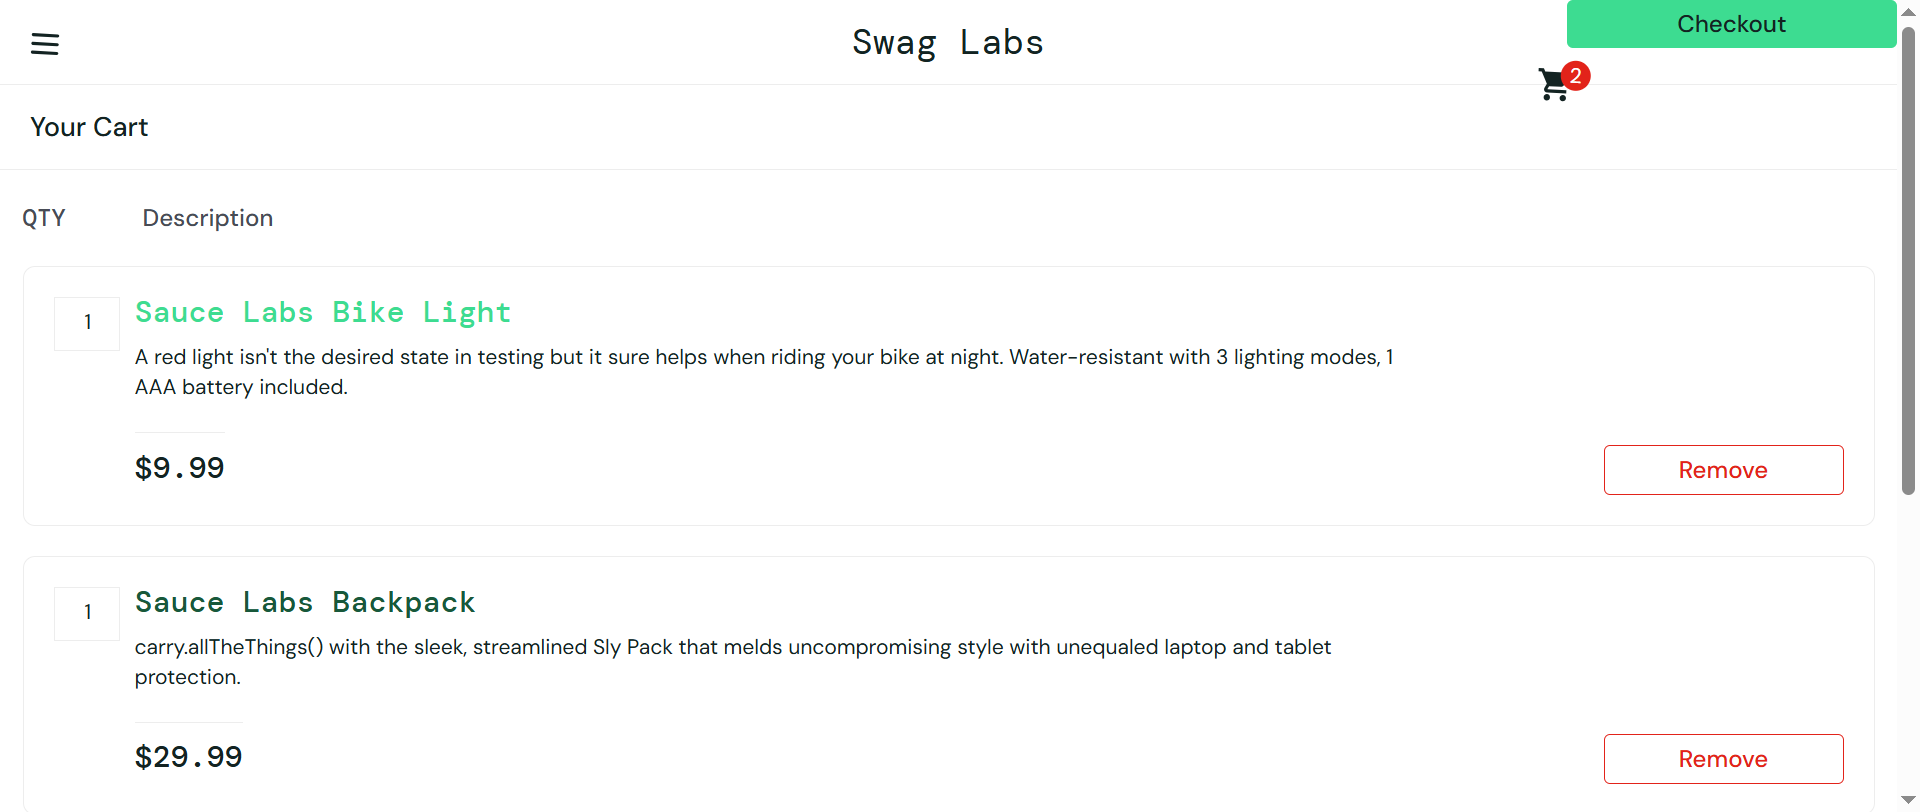 Swag Labs
Checkout
2
Your Cart
QTY Description
1
Sauce Labs Bike Light
A red light isn't the desired state in testing but it sure helps when riding your bike at night. Water-resistant with 3 lighting modes, 1
AAA battery included.
$9.99
Remove
1
Sauce Labs Backpack
carry.allTheThings() with the sleek, streamlined Sly Pack that melds uncompromising style with unequaled laptop and tablet
protection.
$29.99
Remove